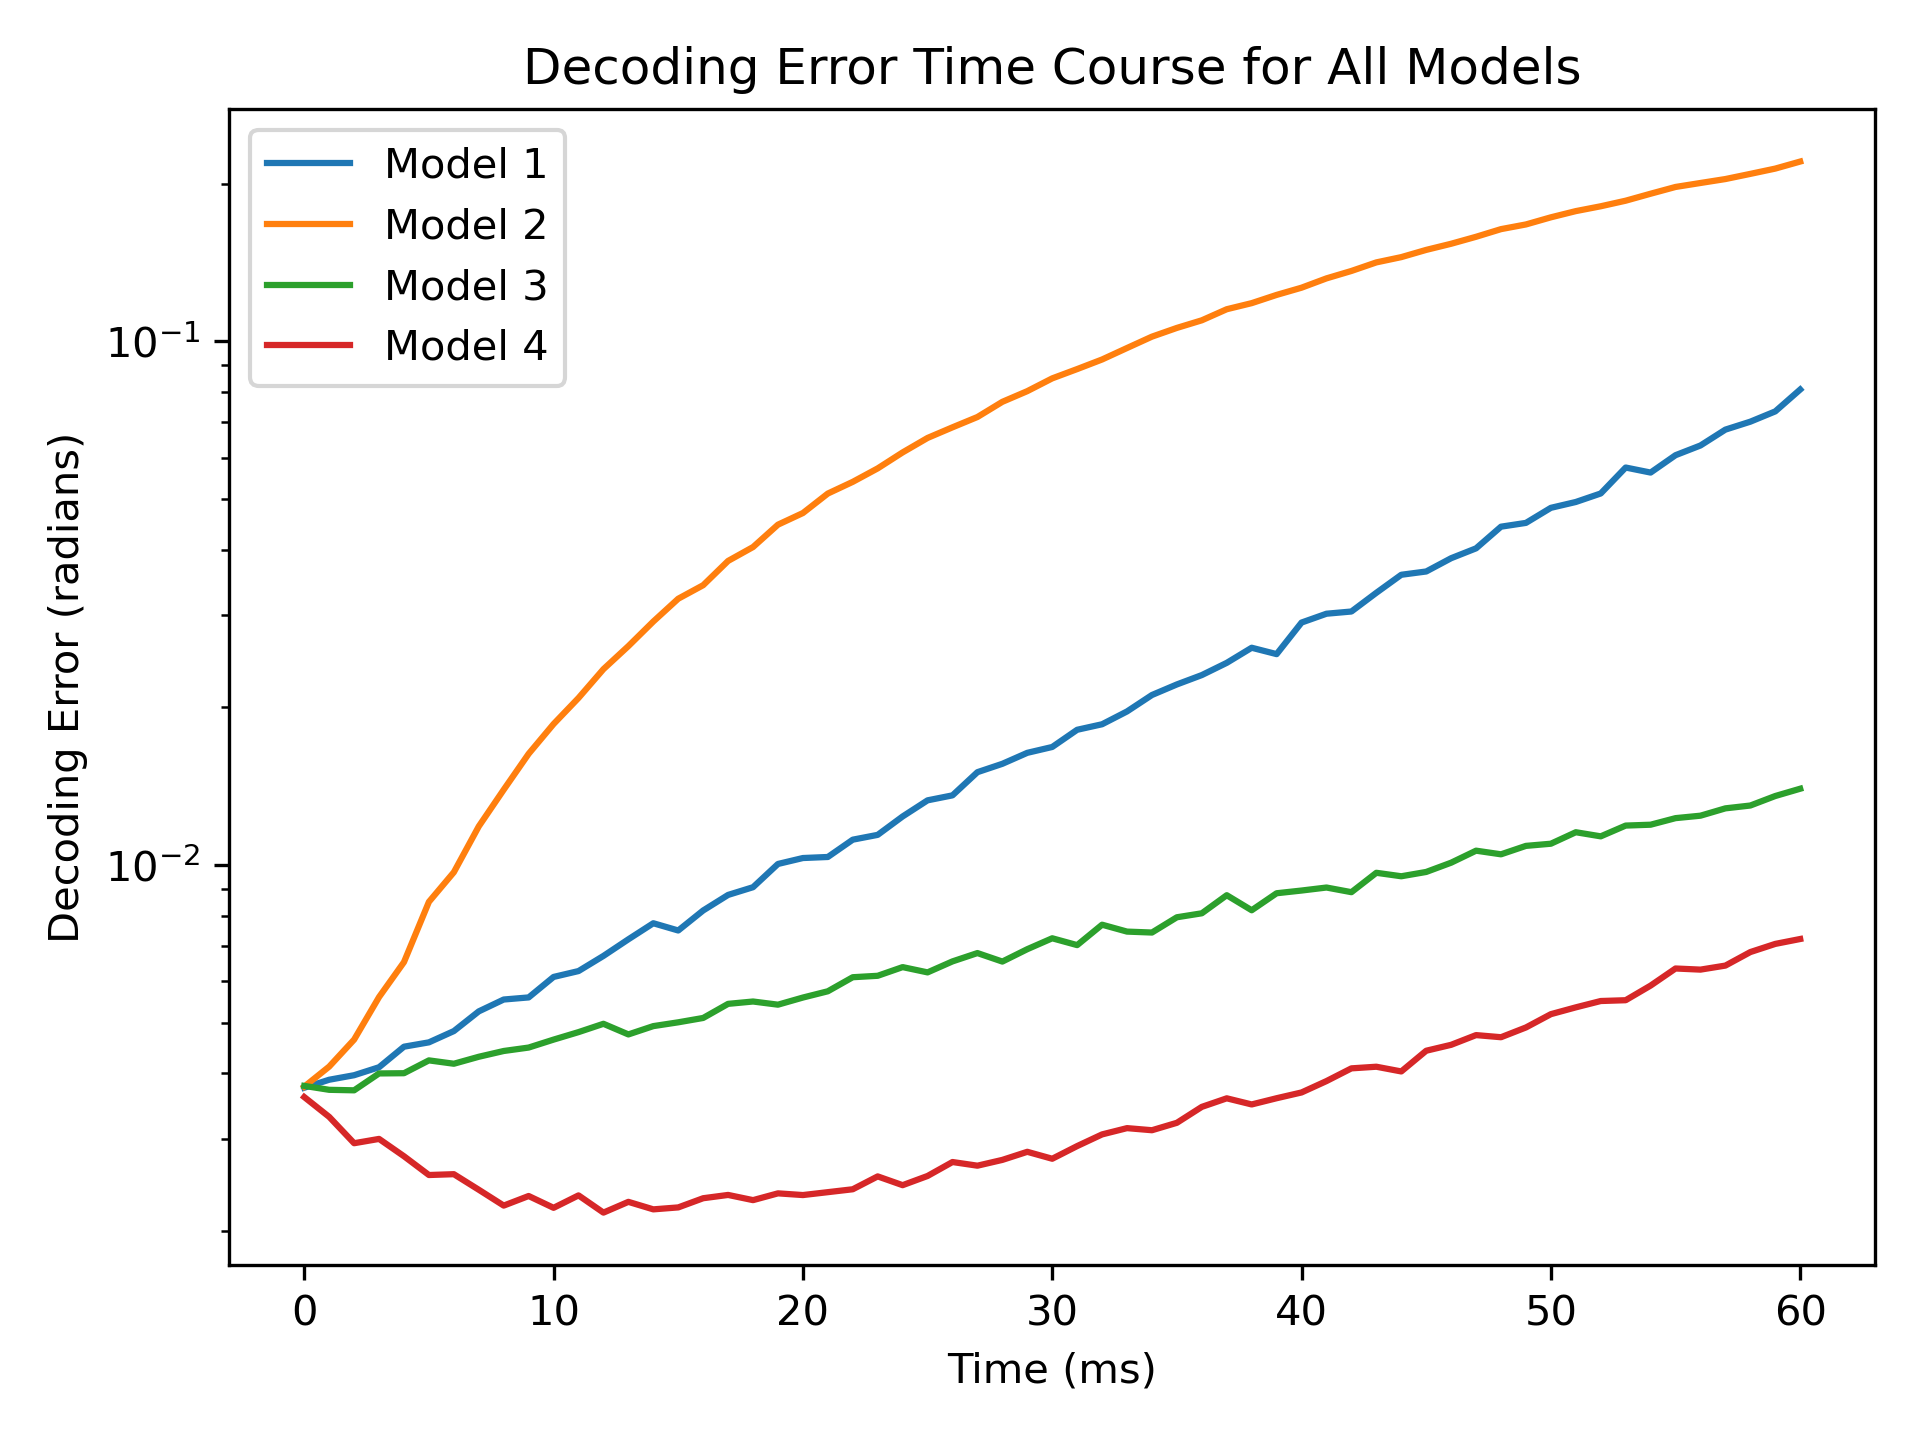 Decoding Error Time Course for All Models
Model 1
Model 2
Model 3
Model 4
10⁻¹
10⁻²
Decoding Error (radians)
0 10 20 30 40 50 60
Time (ms)